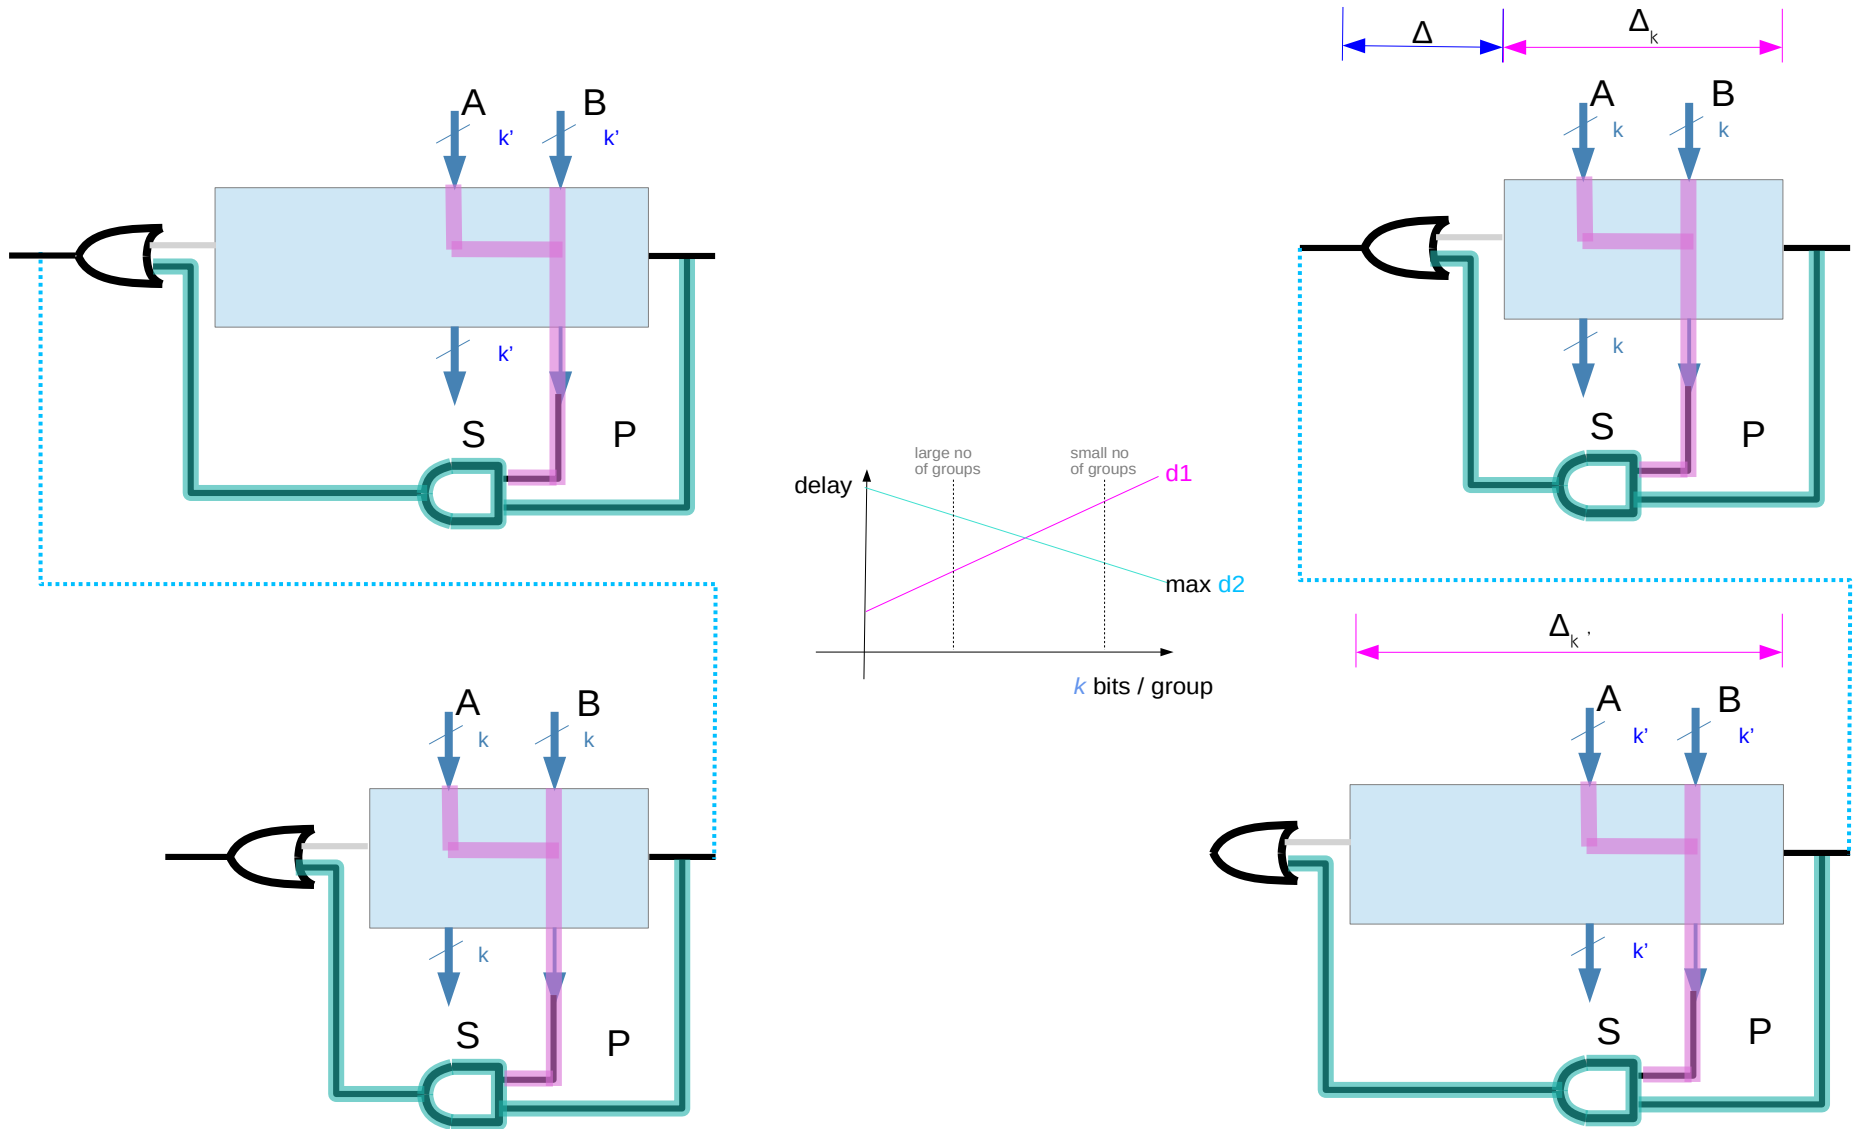 Δ
Δk
A
B
k'
k'
k'
S
P
A
B
k
k
k
S
P
large no
of groups
small no
of groups
d1
delay
max d2
k bits / group
Δk '
A
B
k
k
k
S
P
A
B
k'
k'
k'
S
P